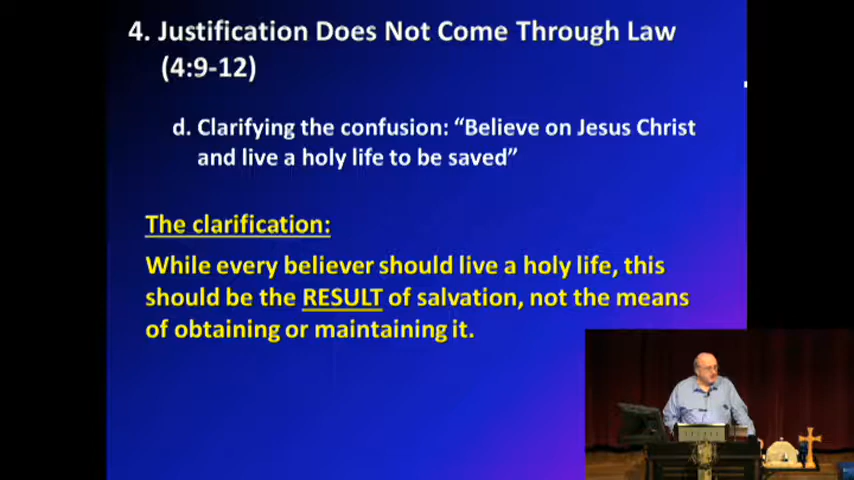 4. Justification Does Not Come Through Law
(4:9-12)
d. Clarifying the confusion: “Believe on Jesus Christ
and live a holy life to be saved”
The clarification:
While every believer should live a holy life, this
should be the RESULT of salvation, not the means
of obtaining or maintaining it.